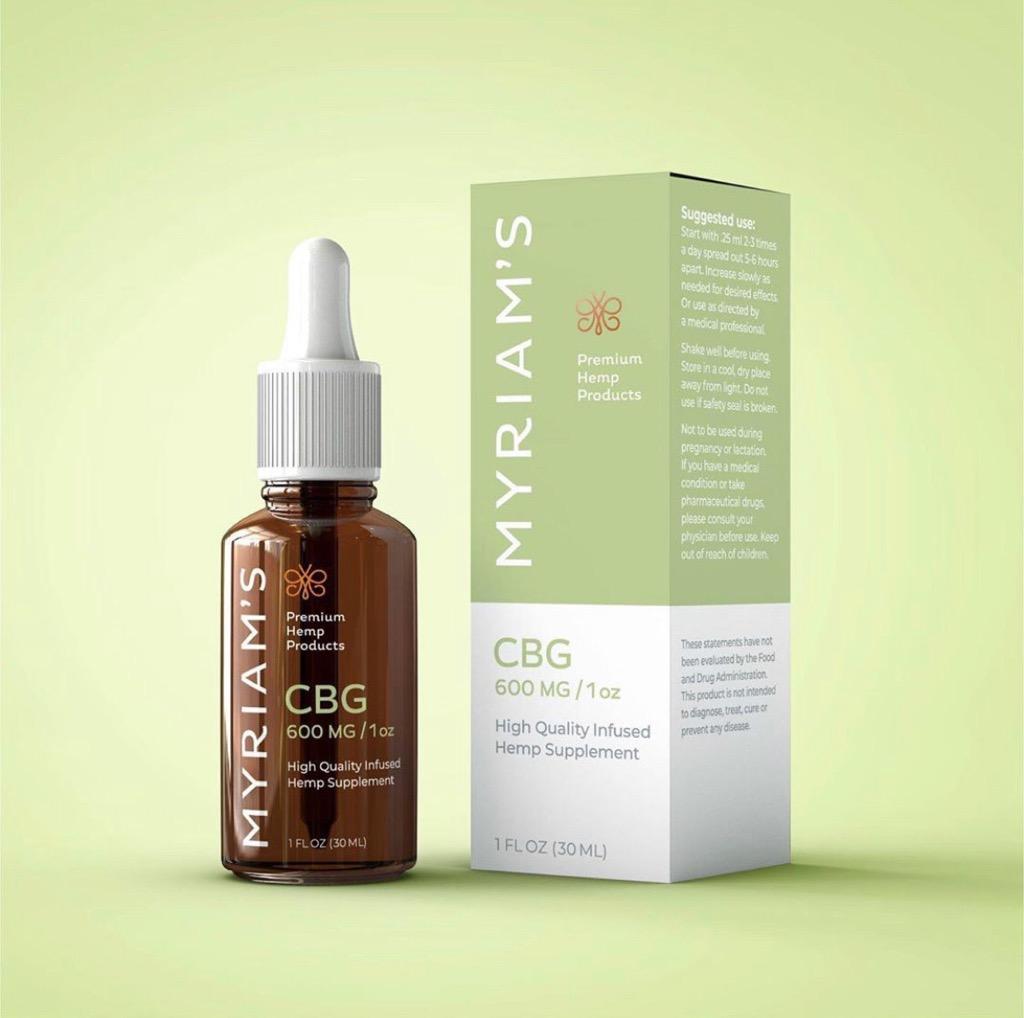 MYRIAM'S
Premium
Hemp
Products
CBG
600 MG / 1 oz
High Quality Infused
Hemp Supplement
1 FL OZ (30 ML)
MYRIAM'S
Premium
Hemp
Products
CBG
600 MG / 1 oz
High Quality Infused
Hemp Supplement
1 FL OZ (30 ML)
Suggested use:
Start with .25 ml 2-3 times
a day spread out 5-6 hours
apart. Increase slowly as
needed for desired effects.
Or use as directed by
a medical professional.
Shake well before using.
Store in a cool, dry place
away from light. Do not
use if safety seal is broken.
Not to be used during
pregnancy or lactation.
If you have a medical
condition or take
pharmaceutical drugs,
please consult your
physician before use. Keep
out of reach of children.
These statements have not
been evaluated by the Food
and Drug Administration.
This product is not intended
to diagnose, treat, cure or
prevent any disease.